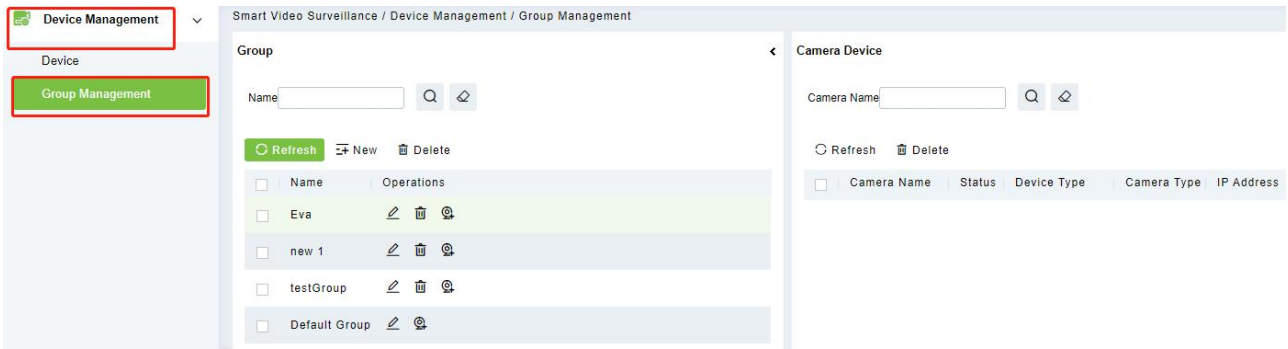 Device Management
Device
Group Management
Smart Video Surveillance / Device Management / Group Management
Group
Name
Refresh New Delete
Name Operations
Eva
new 1
testGroup
Default Group
Camera Device
Camera Name
Refresh Delete
Camera Name Status Device Type Camera Type IP Address